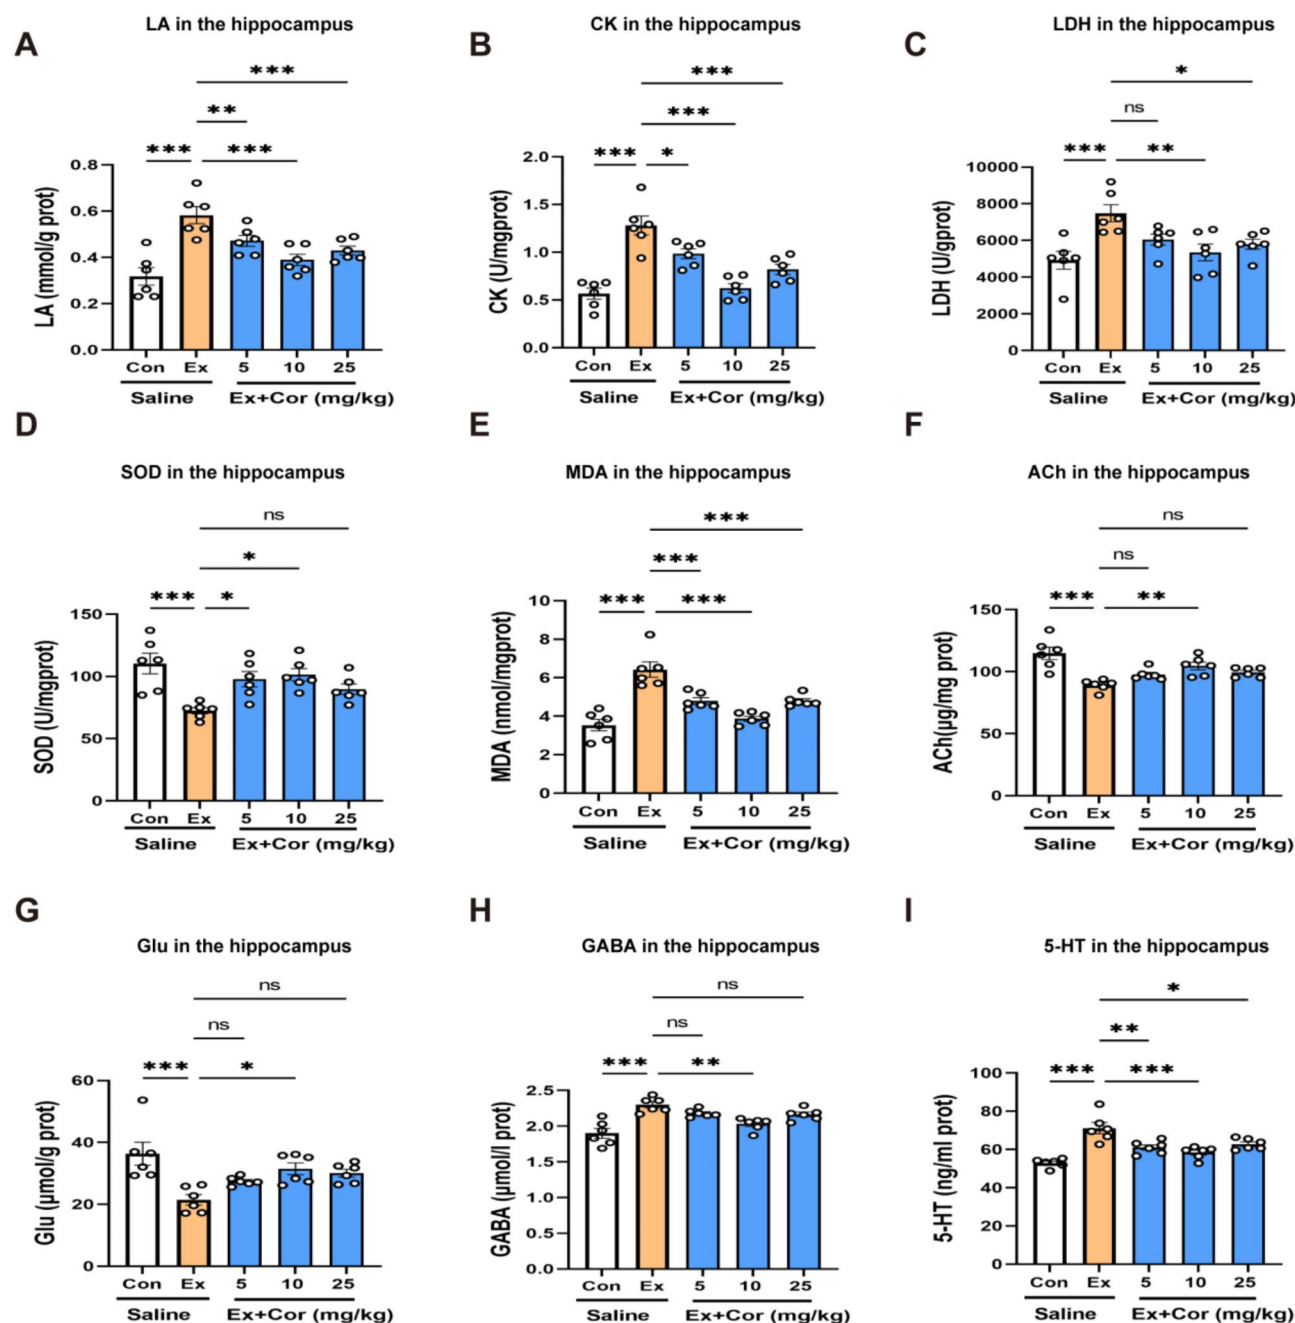 A
LA in the hippocampus
***
**
*** ***
LA (mmol/g prot)
0.8
0.6
0.4
0.2
0.0
Con Ex 5 10 25
Saline Ex+Cor (mg/kg)
B
CK in the hippocampus
***
***
*** *
CK (U/mgprot)
2.0
1.5
1.0
0.5
0.0
Con Ex 5 10 25
Saline Ex+Cor (mg/kg)
C
LDH in the hippocampus
*
ns
*** **
LDH (U/gprot)
10000
8000
6000
4000
2000
0
Con Ex 5 10 25
Saline Ex+Cor (mg/kg)
D
SOD in the hippocampus
ns
*
*** *
SOD (U/mgprot)
150
100
50
0
Con Ex 5 10 25
Saline Ex+Cor (mg/kg)
E
MDA in the hippocampus
***
***
*** ***
MDA (nmol/mgprot)
10
8
6
4
2
0
Con Ex 5 10 25
Saline Ex+Cor (mg/kg)
F
ACh in the hippocampus
ns
ns
*** **
ACh(µg/mg prot)
150
100
50
0
Con Ex 5 10 25
Saline Ex+Cor (mg/kg)
G
Glu in the hippocampus
ns
ns
*** *
Glu (µmol/g prot)
60
40
20
0
Con Ex 5 10 25
Saline Ex+Cor (mg/kg)
H
GABA in the hippocampus
ns
ns
*** **
GABA (µmol/l prot)
2.5
2.0
1.5
1.0
0.5
0.0
Con Ex 5 10 25
Saline Ex+Cor (mg/kg)
I
5-HT in the hippocampus
*
**
*** ***
5-HT (ng/ml prot)
100
80
60
40
20
0
Con Ex 5 10 25
Saline Ex+Cor (mg/kg)